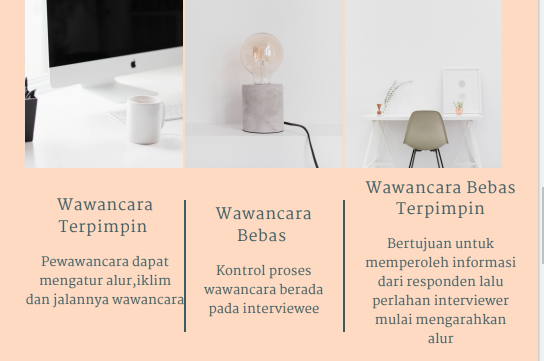 Wawancara
Terpimpin
Pewawancara dapat
mengatur alur,iklim
dan jalannya wawancara
Wawancara
Bebas
Kontrol proses
wawancara berada
pada interviewee
Wawancara Bebas
Terpimpin
Bertujuan untuk
memperoleh informasi
dari responden lalu
perlahan interviewer
mulai mengarahkan
alur